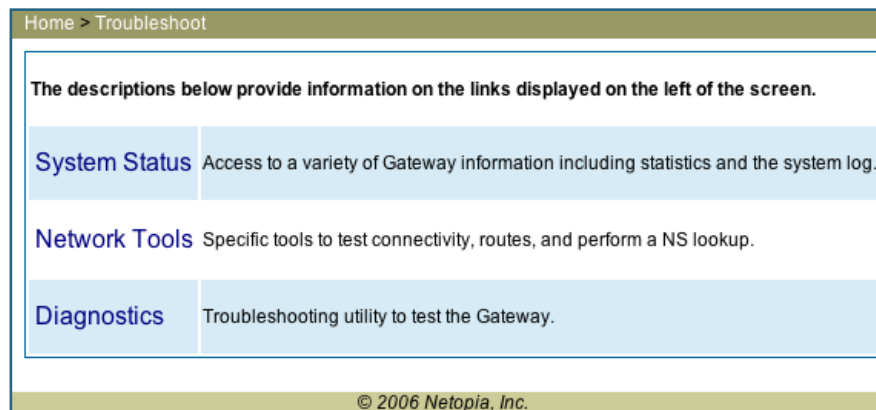 Home > Troubleshoot
The descriptions below provide information on the links displayed on the left of the screen.
System Status Access to a variety of Gateway information including statistics and the system log.
Network Tools Specific tools to test connectivity, routes, and perform a NS lookup.
Diagnostics Troubleshooting utility to test the Gateway.
© 2006 Netopia, Inc.